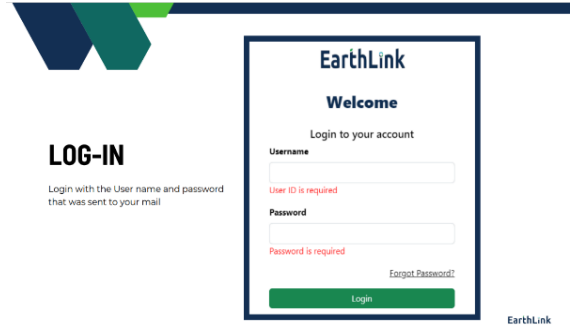 LOG-IN
Login with the User name and password
that was sent to your mail
EarthLink
Welcome
Login to your account
Username
User ID is required
Password
Password is required
Forgot Password?
Login
EarthLink